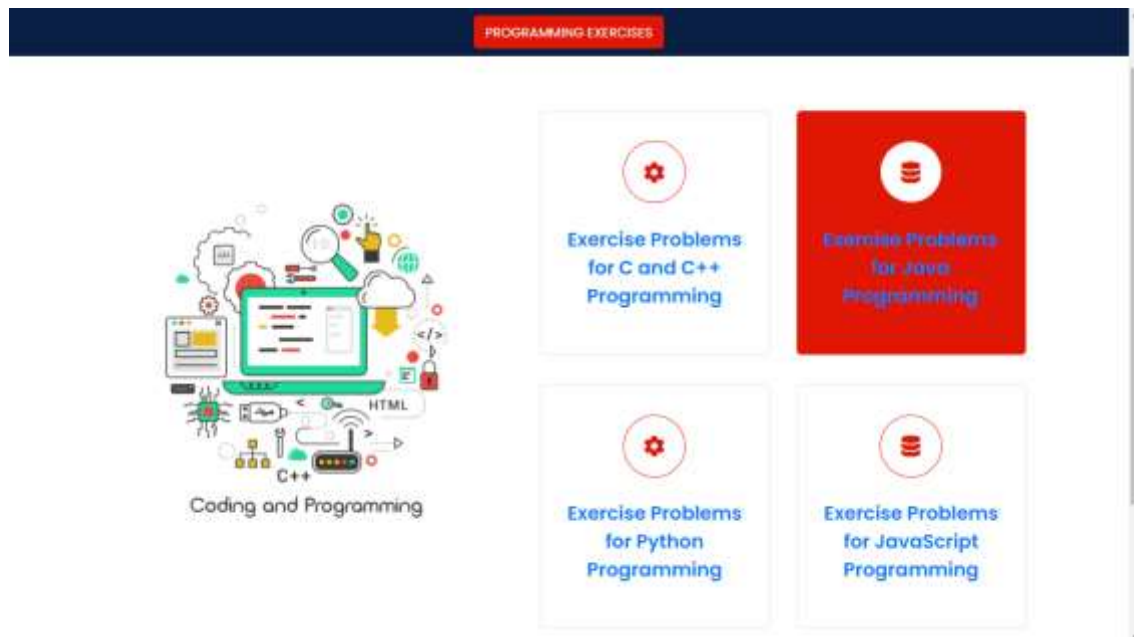 PROGRAMMING EXERCISES
Exercise Problems
for C and C++
Programming
Exercise Problems
for Java
Programming
</>
HTML
C++
Coding and Programming
Exercise Problems
for Python
Programming
Exercise Problems
for JavaScript
Programming